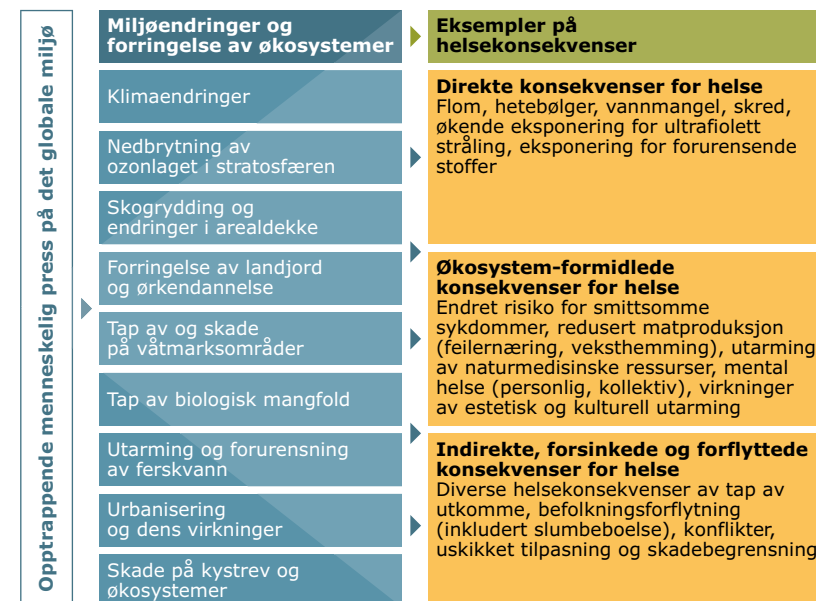 Opptrappende menneskelig press på det globale miljø
Miljøendringer og
forringelse av økosystemer
Klimaendringer
Nedbrytning av
ozonlaget i stratosfæren
Skogrydding og
endringer i arealdekke
Forringelse av landjord
og ørkendannelse
Tap av og skade
på våtmarksområder
Tap av biologisk mangfold
Utarming og forurensning
av ferskvann
Urbanisering
og dens virkninger
Skade på kystrev og
økosystemer
Eksempler på
helsekonsekvenser
Direkte konsekvenser for helse
Flom, hetebølger, vannmangel, skred,
økende eksponering for ultrafiolett
stråling, eksponering for forurensende
stoffer
Økosystem-formidlede
konsekvenser for helse
Endret risiko for smittsomme
sykdommer, redusert matproduksjon
(feilernæring, veksthemming), utarming
av naturmedisinske ressurser, mental
helse (personlig, kollektiv), virkninger
av estetisk og kulturell utarming
Indirekte, forsinkede og forflyttede
konsekvenser for helse
Diverse helsekonsekvenser av tap av
utkomme, befolkningsforflytning
(inkludert slumbeboelse), konflikter,
uskikket tilpasning og skadebegrensning